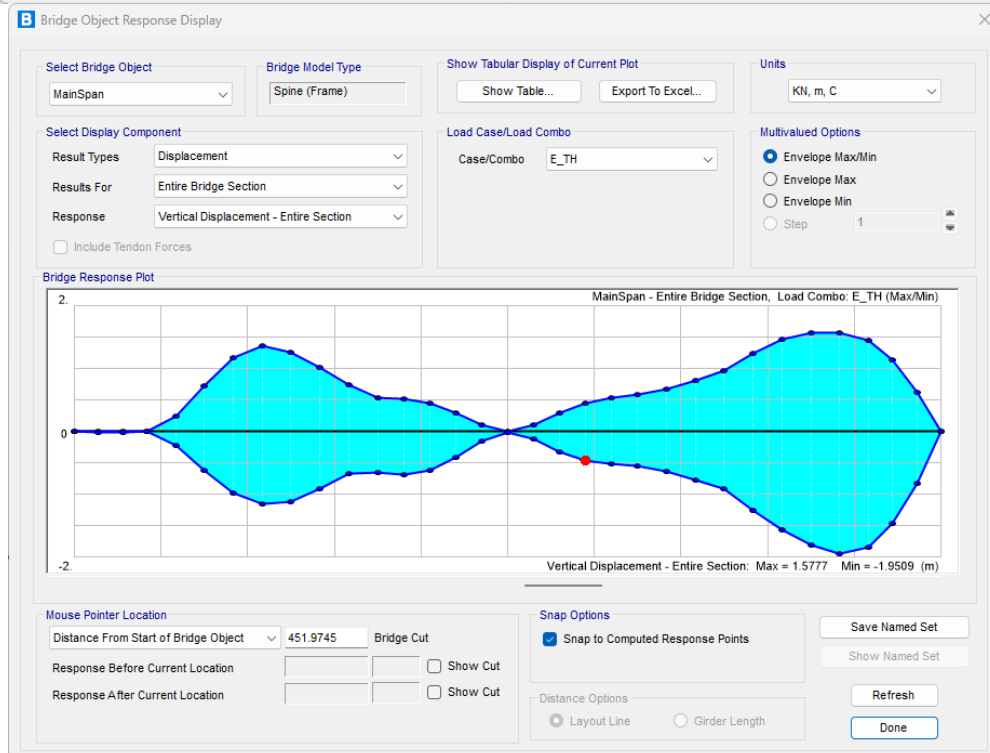 B Bridge Object Response Display
Select Bridge Object
MainSpan
Bridge Model Type
Spine (Frame)
Show Tabular Display of Current Plot
Show Table...
Export To Excel...
Units
KN, m, C
Select Display Component
Result Types
Displacement
Results For
Entire Bridge Section
Response
Vertical Displacement - Entire Section
Include Tendon Forces
Load Case/Load Combo
Case/Combo
E_TH
Multivalued Options
Envelope Max/Min
Envelope Max
Envelope Min
Step
1
Bridge Response Plot
2.
MainSpan - Entire Bridge Section, Load Combo: E_TH (Max/Min)
0
-2.
Vertical Displacement - Entire Section: Max = 1.5777 Min = -1.9509 (m)
Mouse Pointer Location
Distance From Start of Bridge Object
451.9745
Bridge Cut
Response Before Current Location
Show Cut
Response After Current Location
Show Cut
Snap Options
Snap to Computed Response Points
Distance Options
Layout Line
Girder Length
Save Named Set
Show Named Set
Refresh
Done